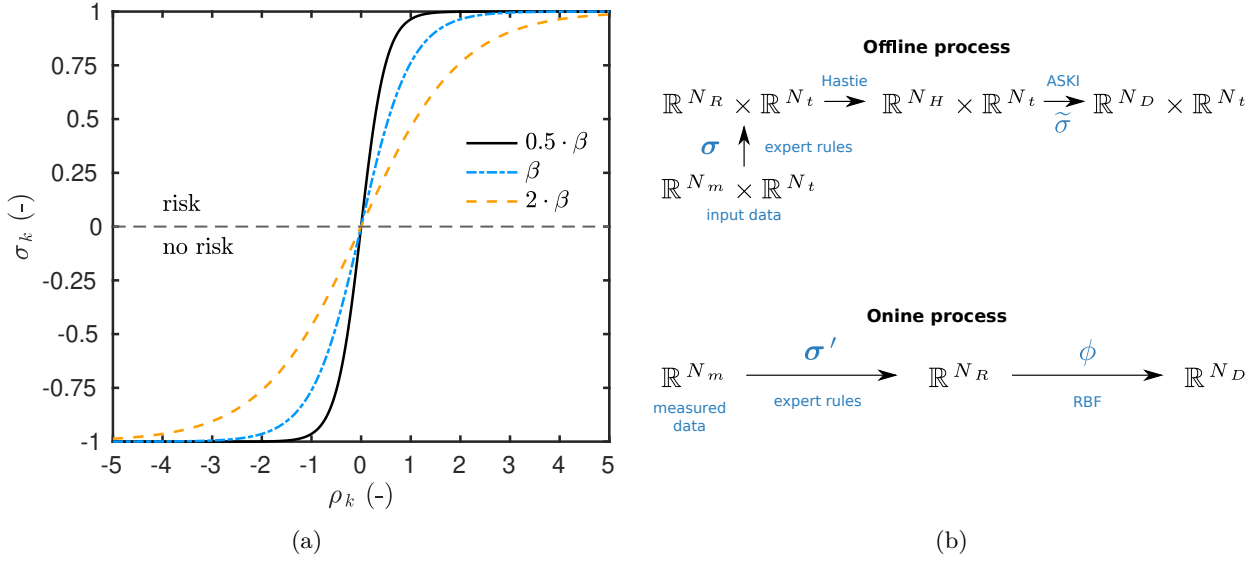 1
0.75
0.5
0.25
0
-0.25
-0.5
-0.75
-1
σ_k (-)
risk
no risk
0.5 · β
β
2 · β
-5 -4 -3 -2 -1 0 1 2 3 4 5
ρ_k (-)
(a)
Offline process
Hastie ASKI
ℝ^{N_R} × ℝ^{N_t} ℝ^{N_H} × ℝ^{N_t} ℝ^{N_D} × ℝ^{N_t}
σ̃
σ expert rules
ℝ^{N_m} × ℝ^{N_t}
input data
Onine process
σ′ ϕ
ℝ^{N_m} ℝ^{N_R} ℝ^{N_D}
measured expert rules RBF
data
(b)